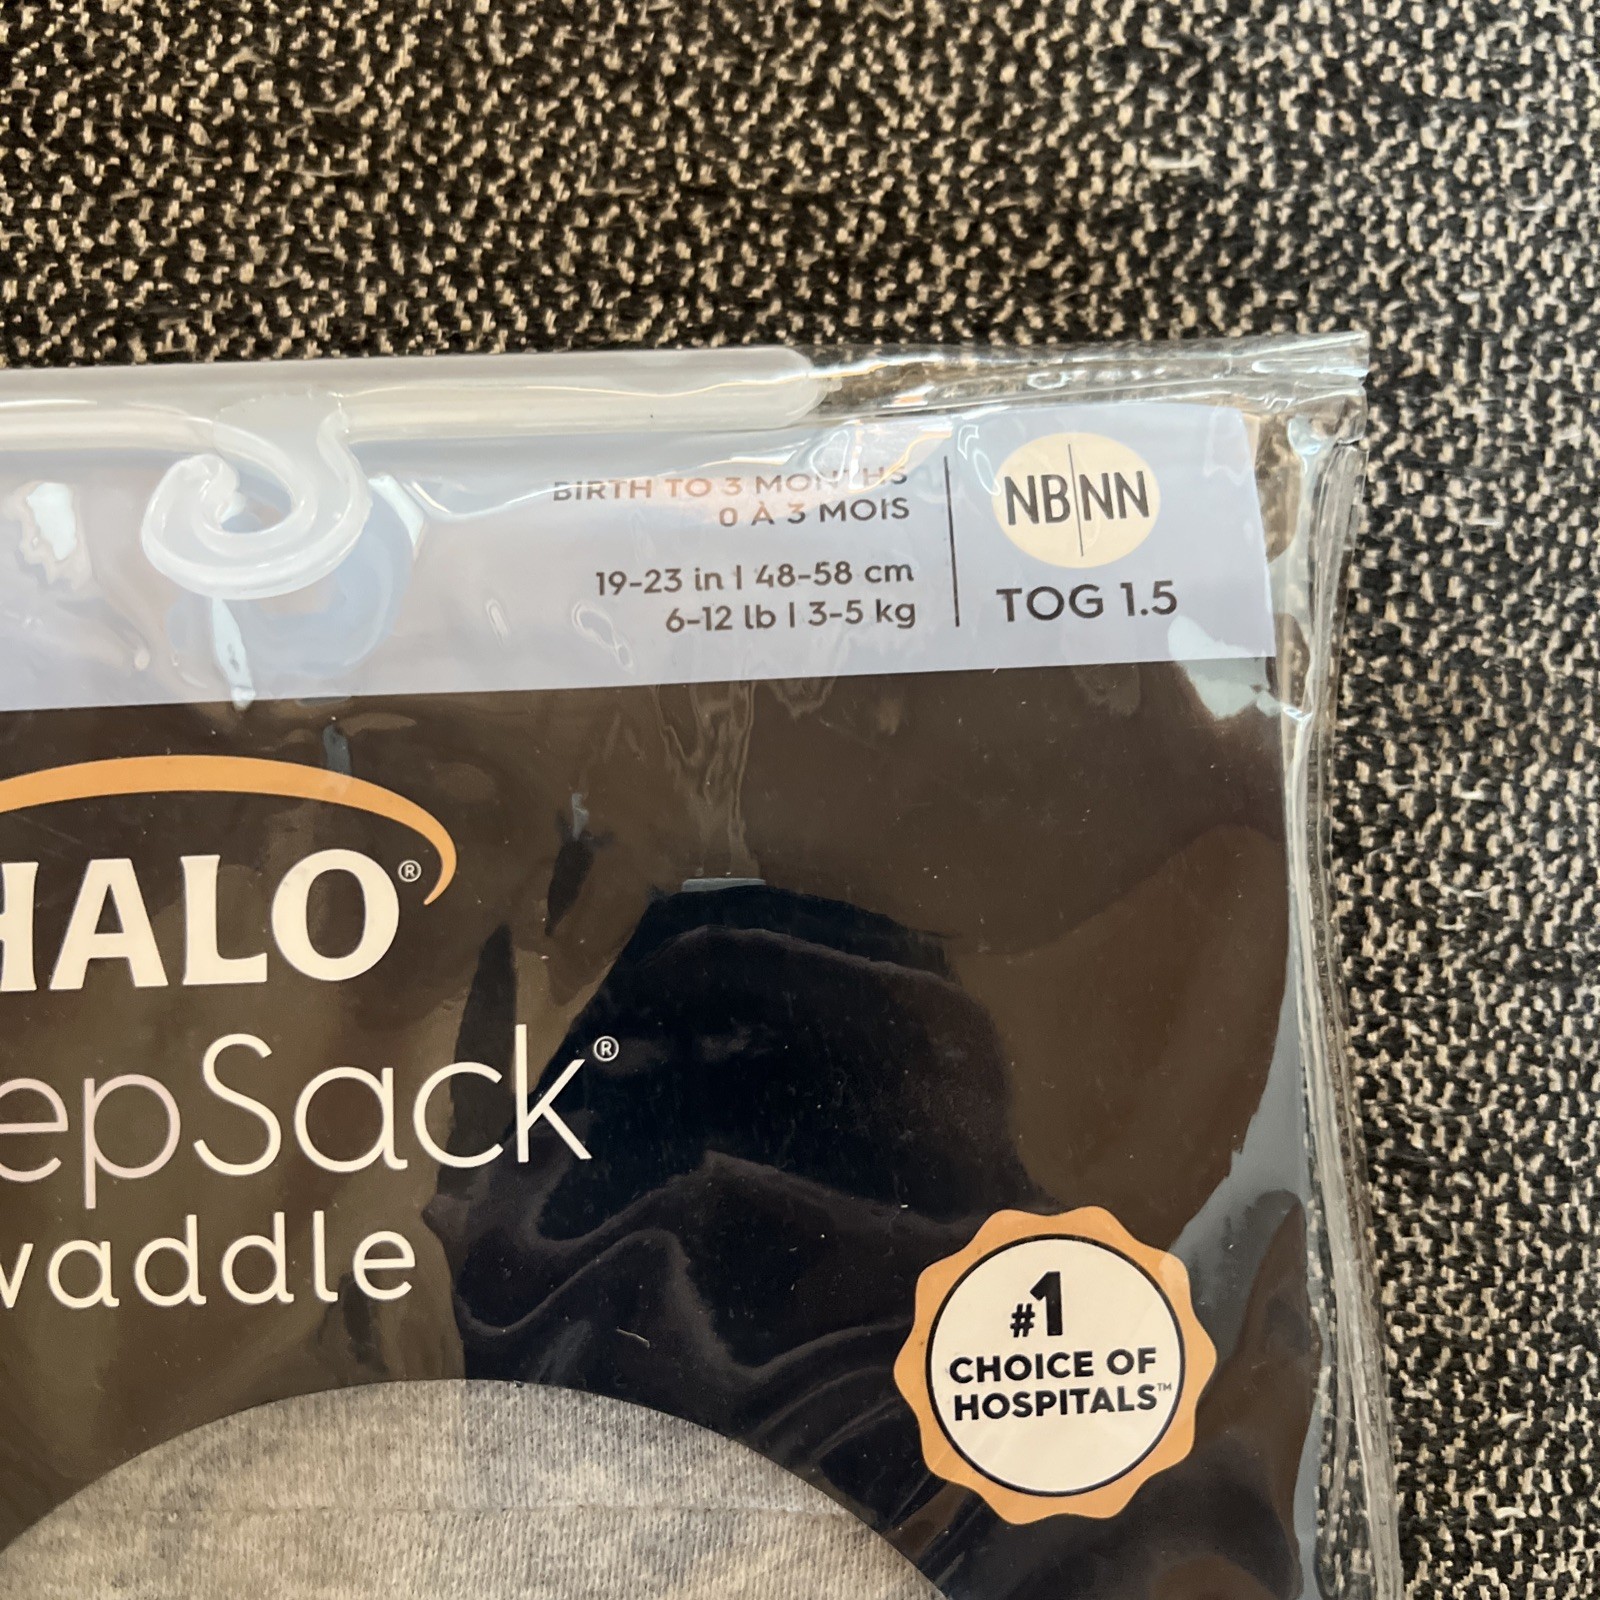 BIRTH TO 3 MONTHS
0 À 3 MOIS
19-23 in | 48-58 cm
6-12 lb | 3-5 kg
NB|NN
TOG 1.5
HALO®
epSack®
waddle
#1
CHOICE OF
HOSPITALS™